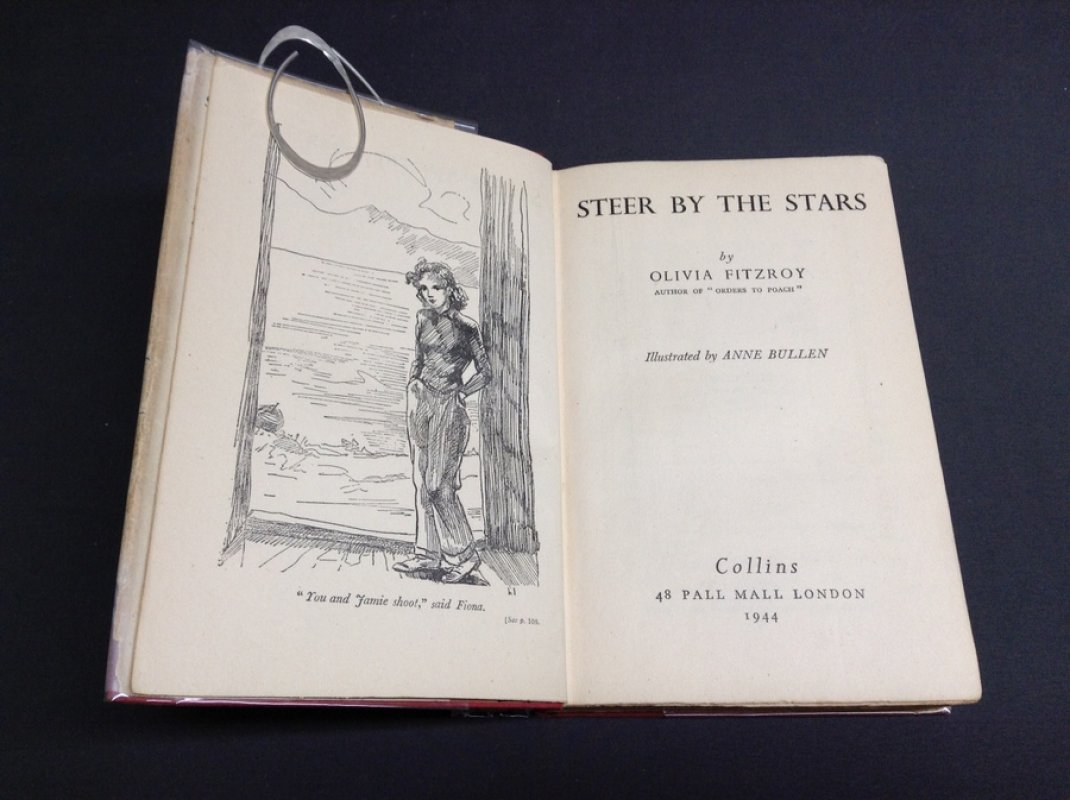 "You and Jamie shoot," said Fiona.
[See p. 108.
STEER BY THE STARS
by
OLIVIA FITZROY
AUTHOR OF "ORDERS TO POACH"
Illustrated by ANNE BULLEN
Collins
48 PALL MALL LONDON
1944